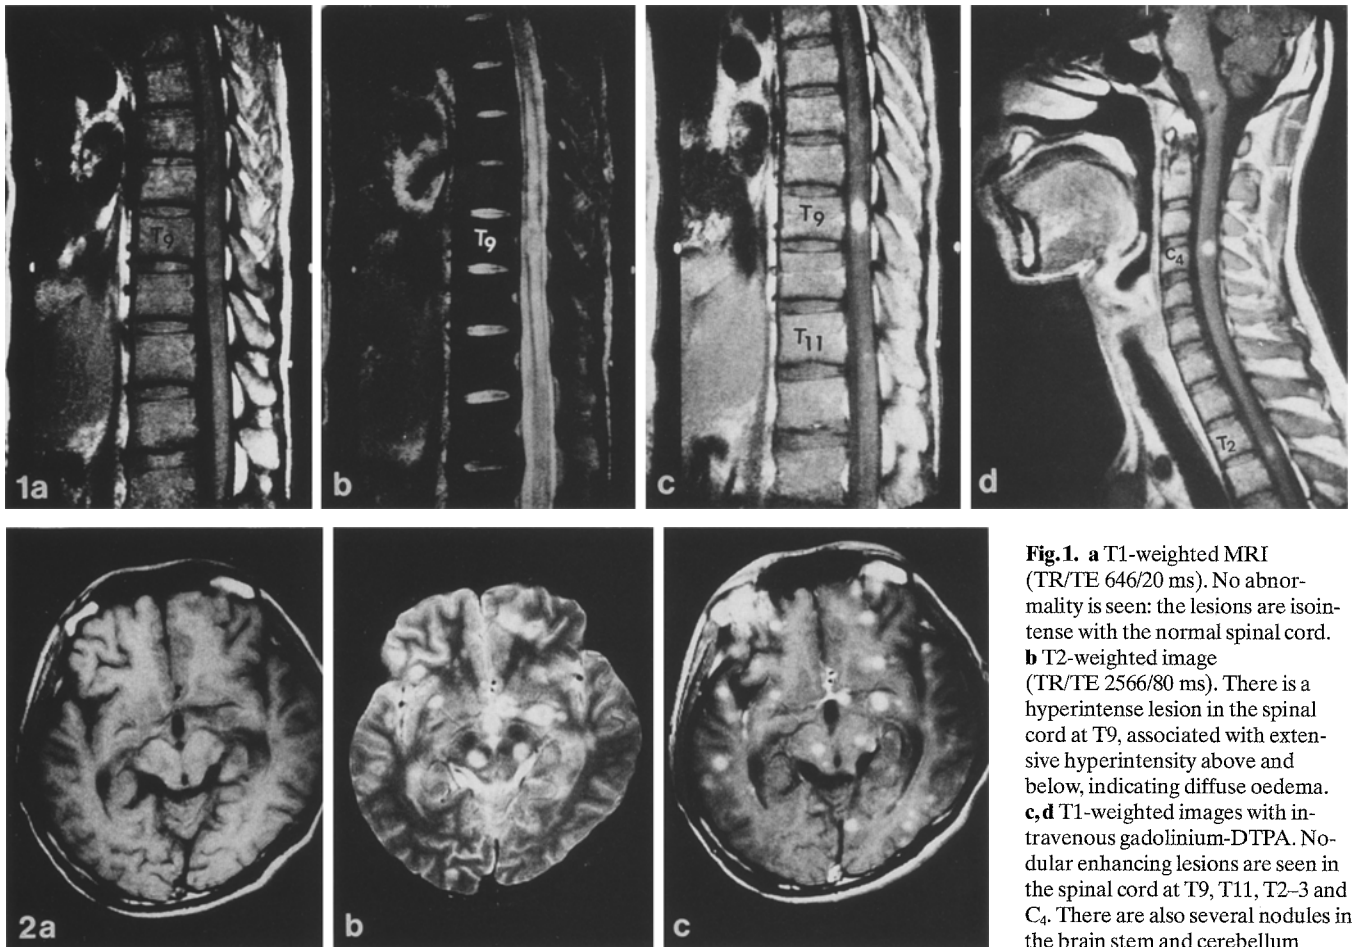 T9
T9
T9
T11
C4
T2
1a
b
c
d
2a
b
c
Fig.1. a T1-weighted MRI
(TR/TE 646/20 ms). No abnor-
mality is seen: the lesions are isoin-
tense with the normal spinal cord.
b T2-weighted image
(TR/TE 2566/80 ms). There is a
hyperintense lesion in the spinal
cord at T9, associated with exten-
sive hyperintensity above and
below, indicating diffuse oedema.
c, d T1-weighted images with in-
travenous gadolinium-DTPA. No-
dular enhancing lesions are seen in
the spinal cord at T9, T11, T2–3 and
C4. There are also several nodules in
the brain stem and cerebellum